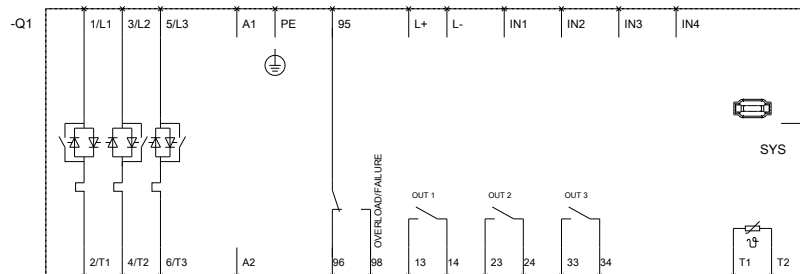 -Q1
1/L1 3/L2 5/L3 A1 PE 95 L+ L- IN1 IN2 IN3 IN4
SYS
OVERLOAD/FAILURE
OUT 1 OUT 2 OUT 3
ϑ
2/T1 4/T2 6/T3 A2 96 98 13 14 23 24 33 34 T1 T2